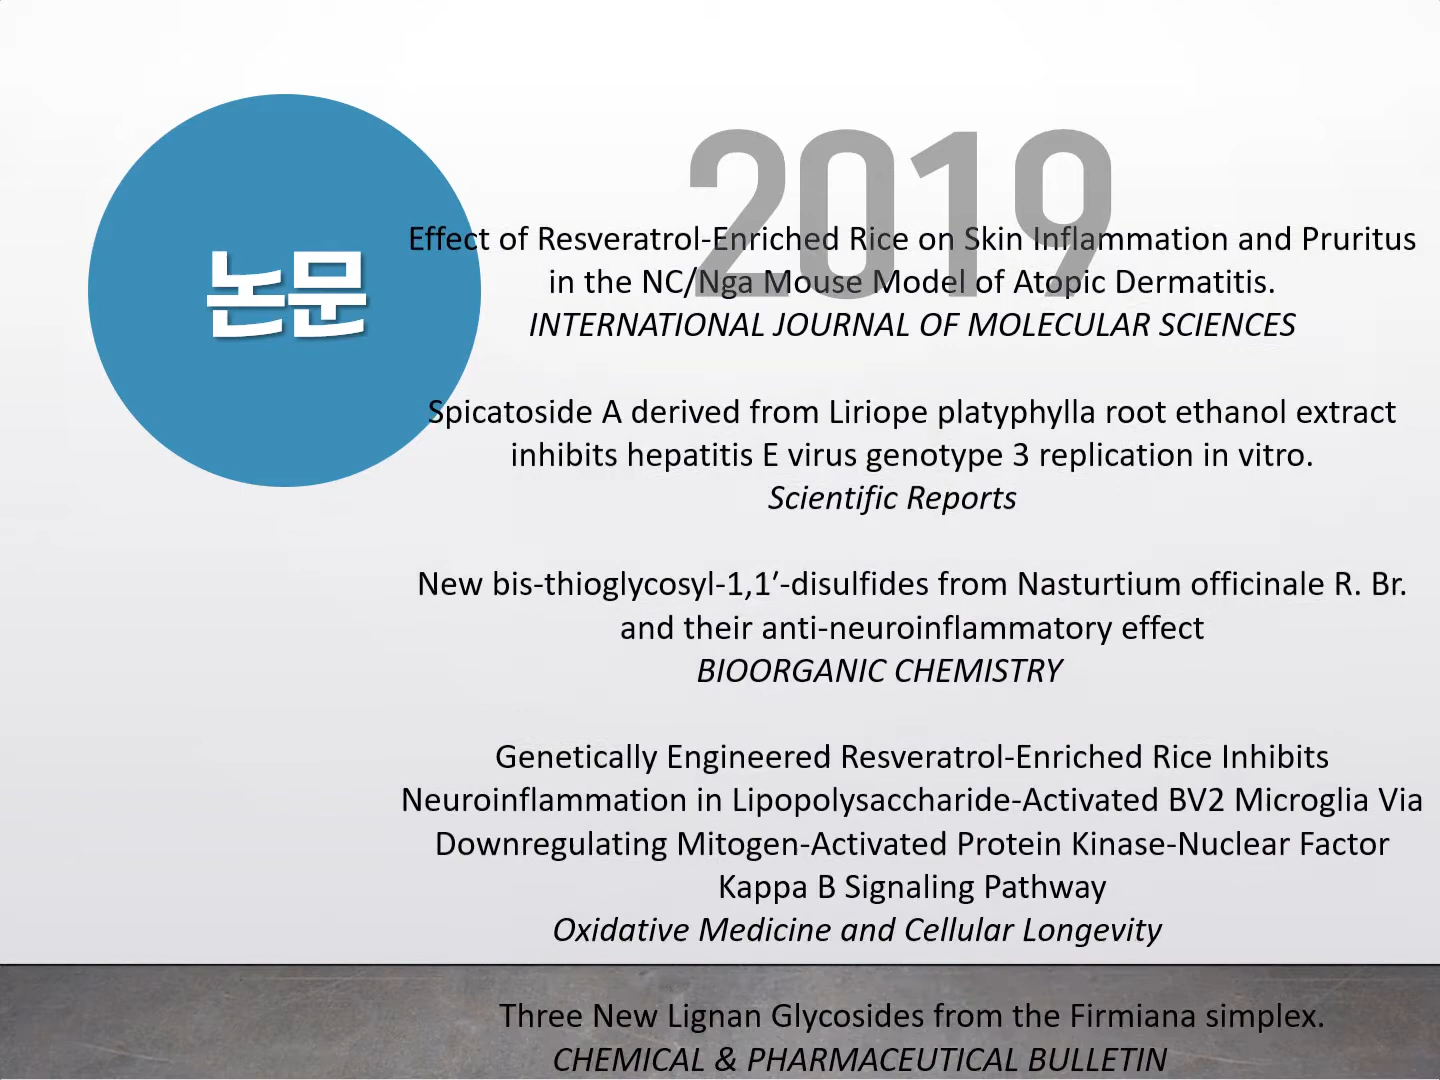 논문
2019
Effect of Resveratrol-Enriched Rice on Skin Inflammation and Pruritus
in the NC/Nga Mouse Model of Atopic Dermatitis.
INTERNATIONAL JOURNAL OF MOLECULAR SCIENCES
Spicatoside A derived from Liriope platyphylla root ethanol extract
inhibits hepatitis E virus genotype 3 replication in vitro.
Scientific Reports
New bis-thioglycosyl-1,1′-disulfides from Nasturtium officinale R. Br.
and their anti-neuroinflammatory effect
BIOORGANIC CHEMISTRY
Genetically Engineered Resveratrol-Enriched Rice Inhibits
Neuroinflammation in Lipopolysaccharide-Activated BV2 Microglia Via
Downregulating Mitogen-Activated Protein Kinase-Nuclear Factor
Kappa B Signaling Pathway
Oxidative Medicine and Cellular Longevity
Three New Lignan Glycosides from the Firmiana simplex.
CHEMICAL & PHARMACEUTICAL BULLETIN